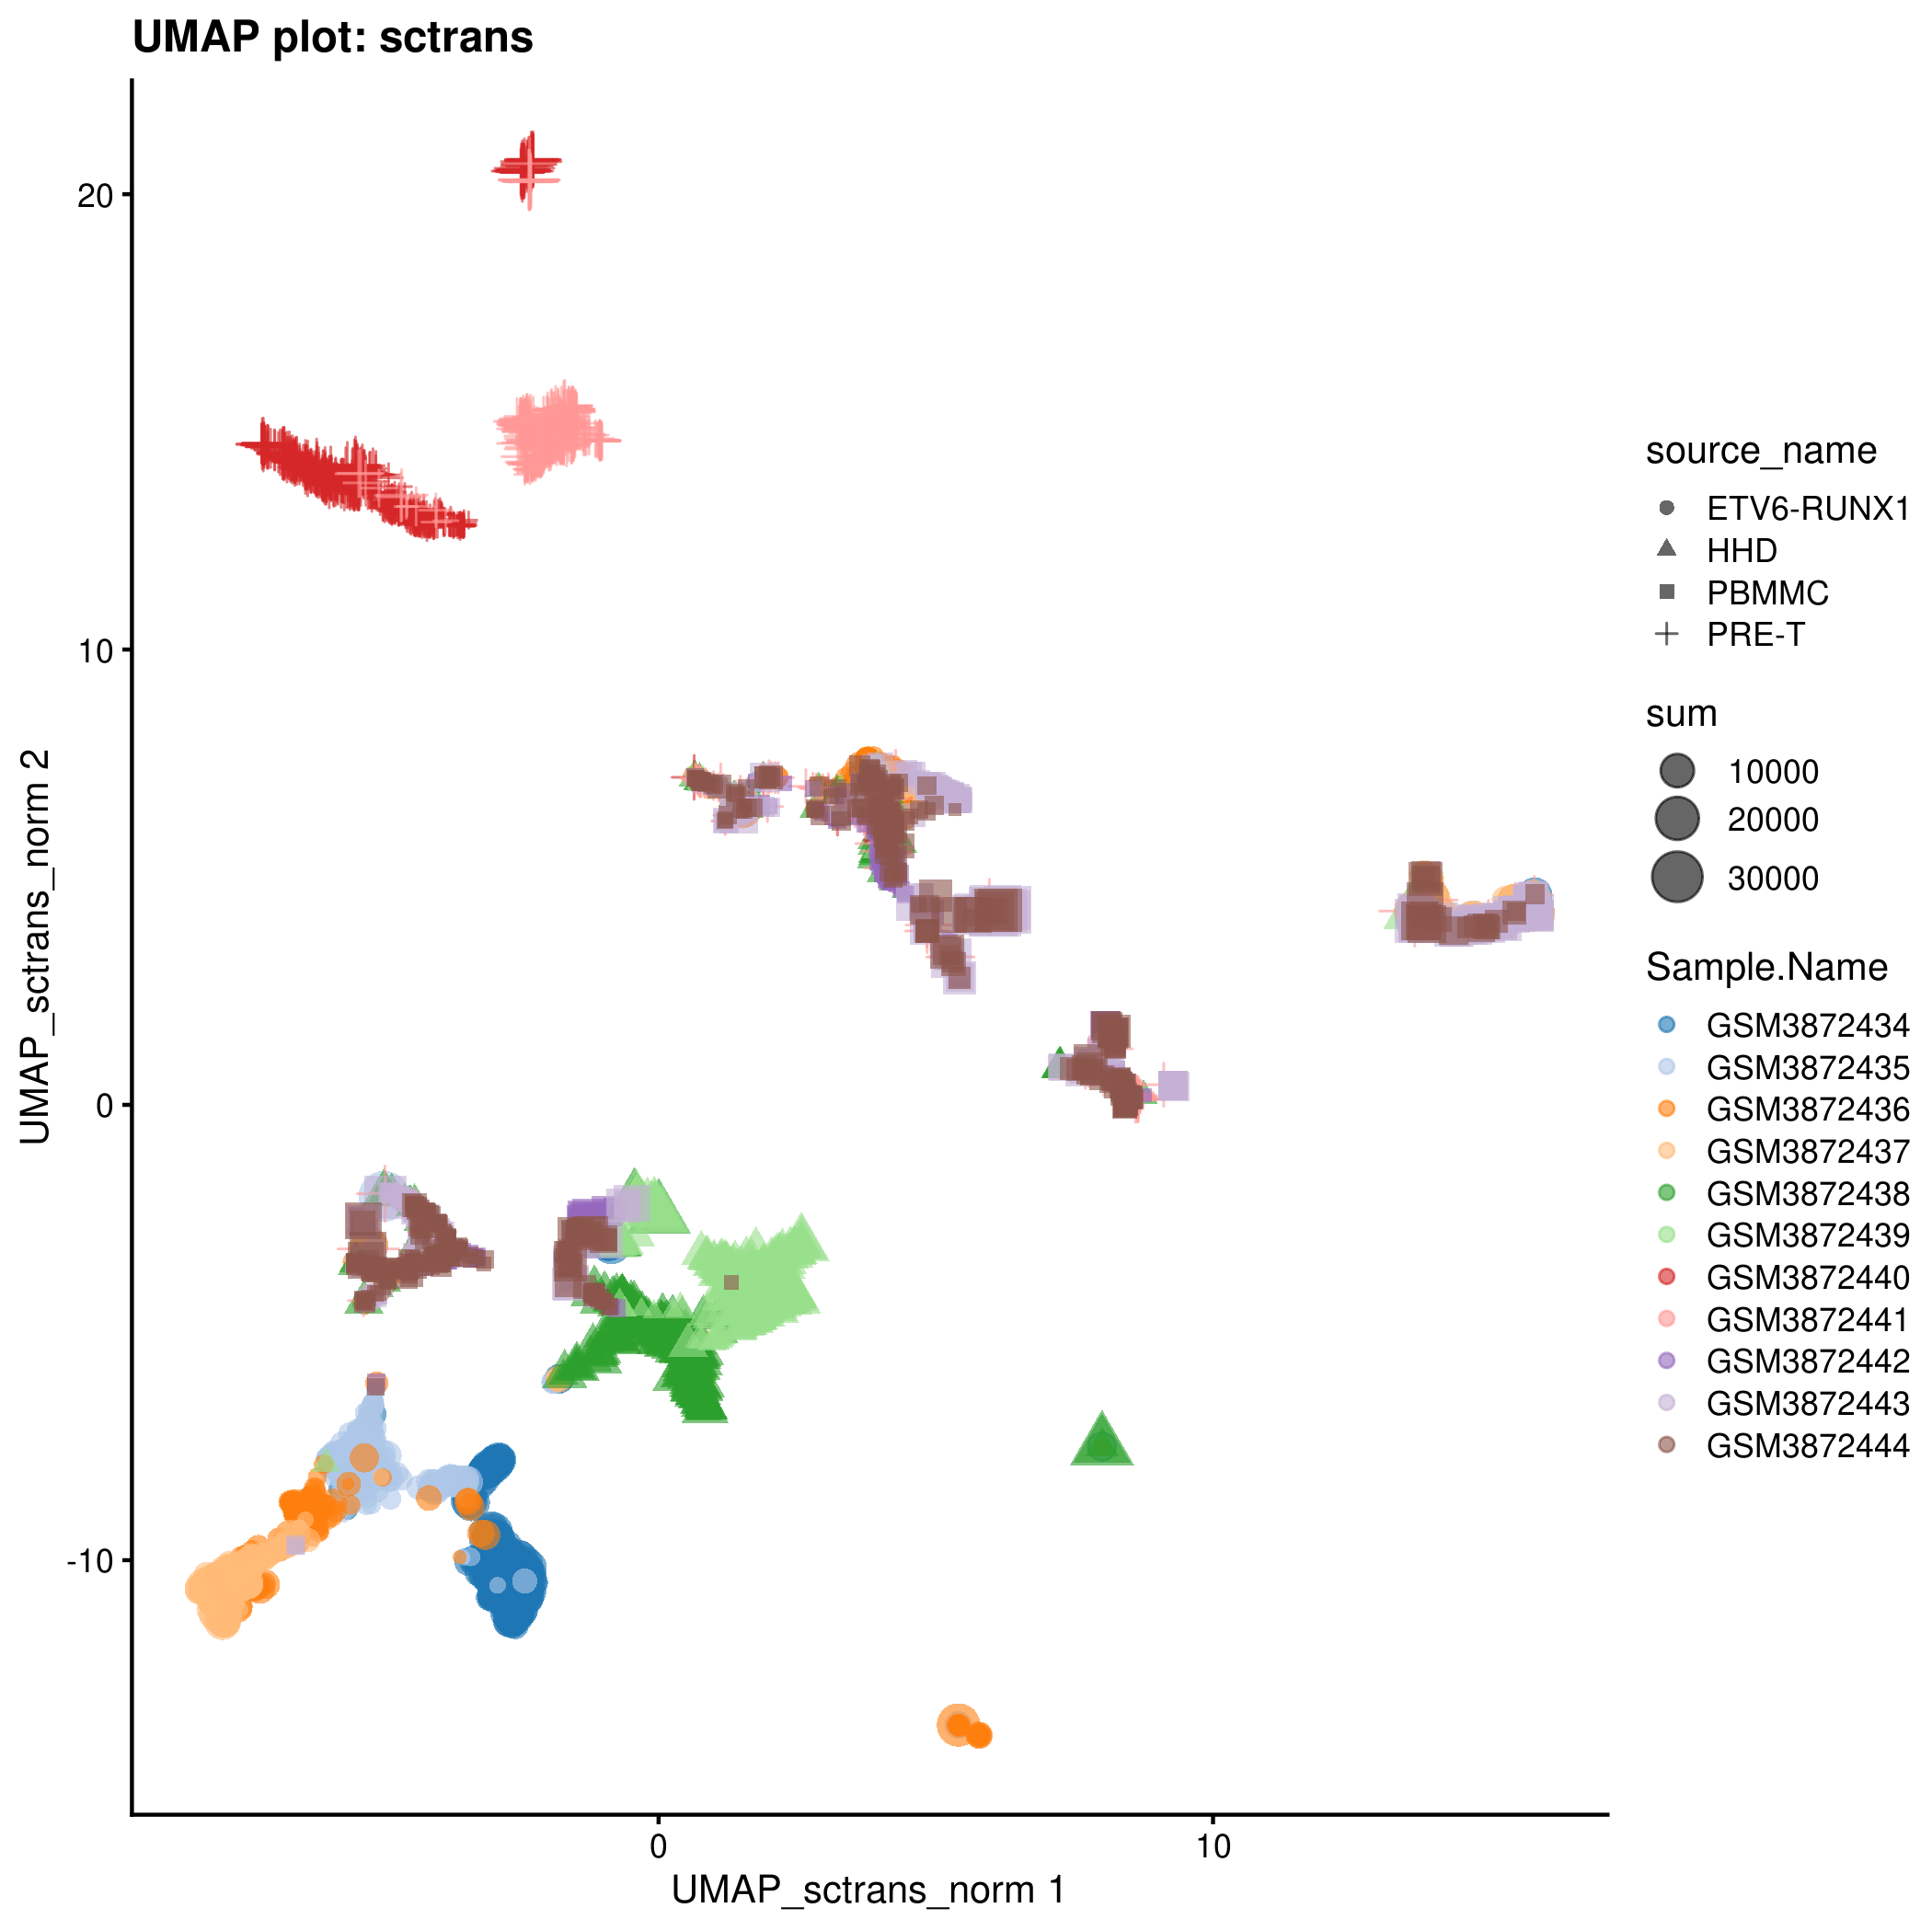 UMAP plot: sctrans
UMAP_sctrans_norm 2
20
10
0
-10
0
10
UMAP_sctrans_norm 1
source_name
ETV6-RUNX1
HHD
PBMMC
PRE-T
sum
10000
20000
30000
Sample.Name
GSM3872434
GSM3872435
GSM3872436
GSM3872437
GSM3872438
GSM3872439
GSM3872440
GSM3872441
GSM3872442
GSM3872443
GSM3872444